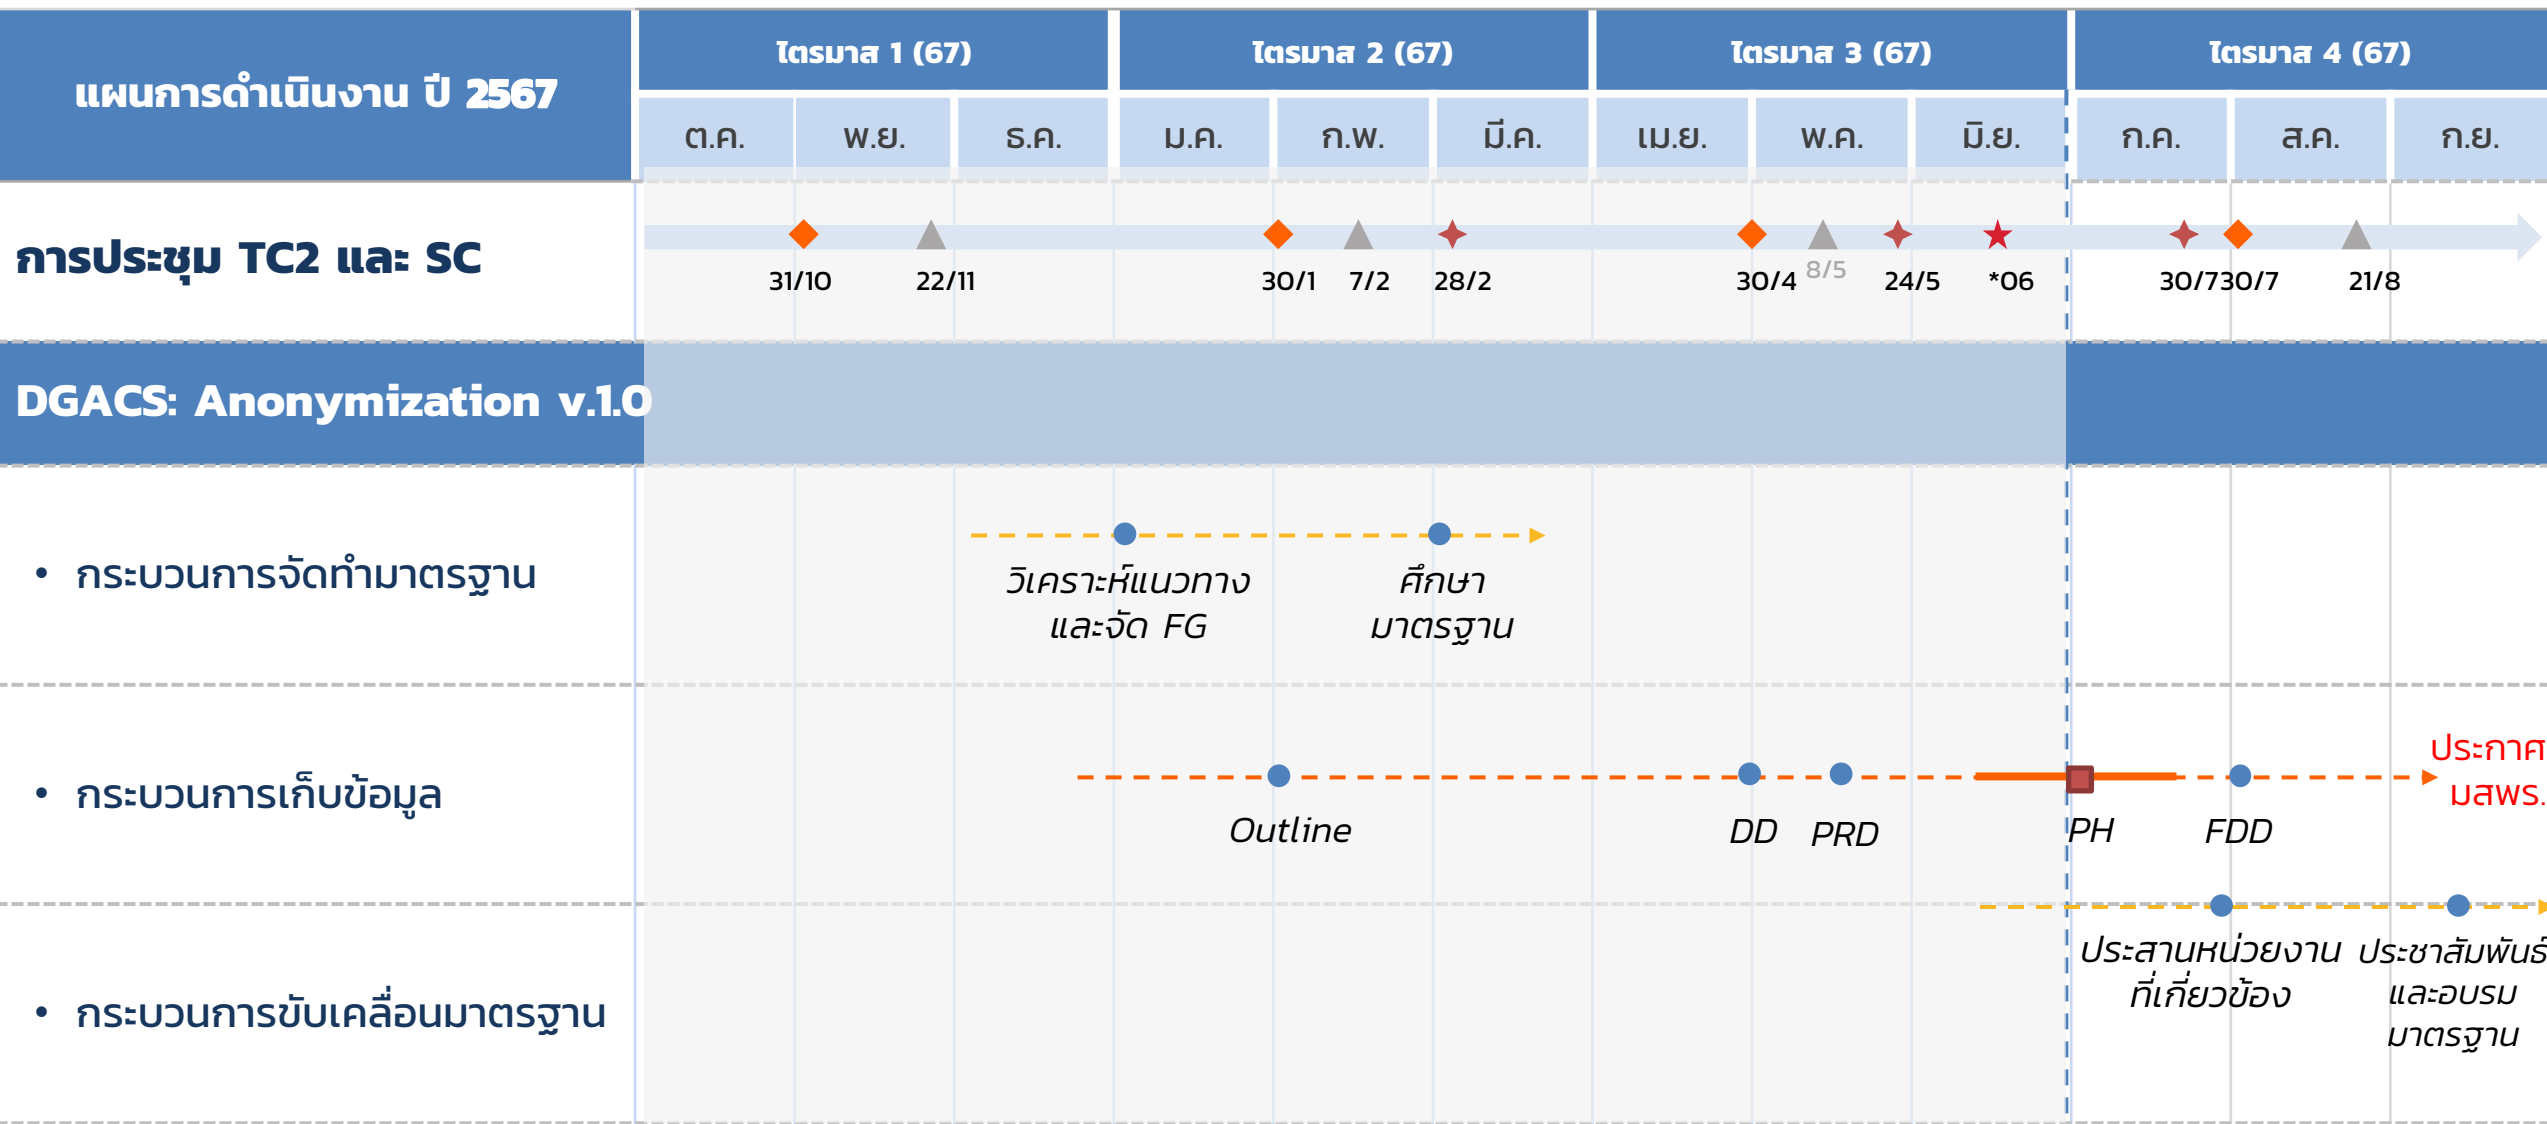 แผนการดำเนินงาน ปี 2567
ไตรมาส 1 (67) ไตรมาส 2 (67) ไตรมาส 3 (67) ไตรมาส 4 (67)
ต.ค. พ.ย. ธ.ค. ม.ค. ก.พ. มี.ค. เม.ย. พ.ค. มิ.ย. ก.ค. ส.ค. ก.ย.
การประชุม TC2 และ SC
31/10 22/11 30/1 7/2 28/2 30/4 8/5 24/5 *06 30/7 30/7 21/8
DGACS: Anonymization v.1.0
• กระบวนการจัดทำมาตรฐาน
วิเคราะห์แนวทาง
และจัด FG
ศึกษา
มาตรฐาน
• กระบวนการเก็บข้อมูล
Outline DD PRD PH FDD
ประกาศ
มสพร.
• กระบวนการขับเคลื่อนมาตรฐาน
ประสานหน่วยงาน
ที่เกี่ยวข้อง
ประชาสัมพันธ์
และอบรม
มาตรฐาน